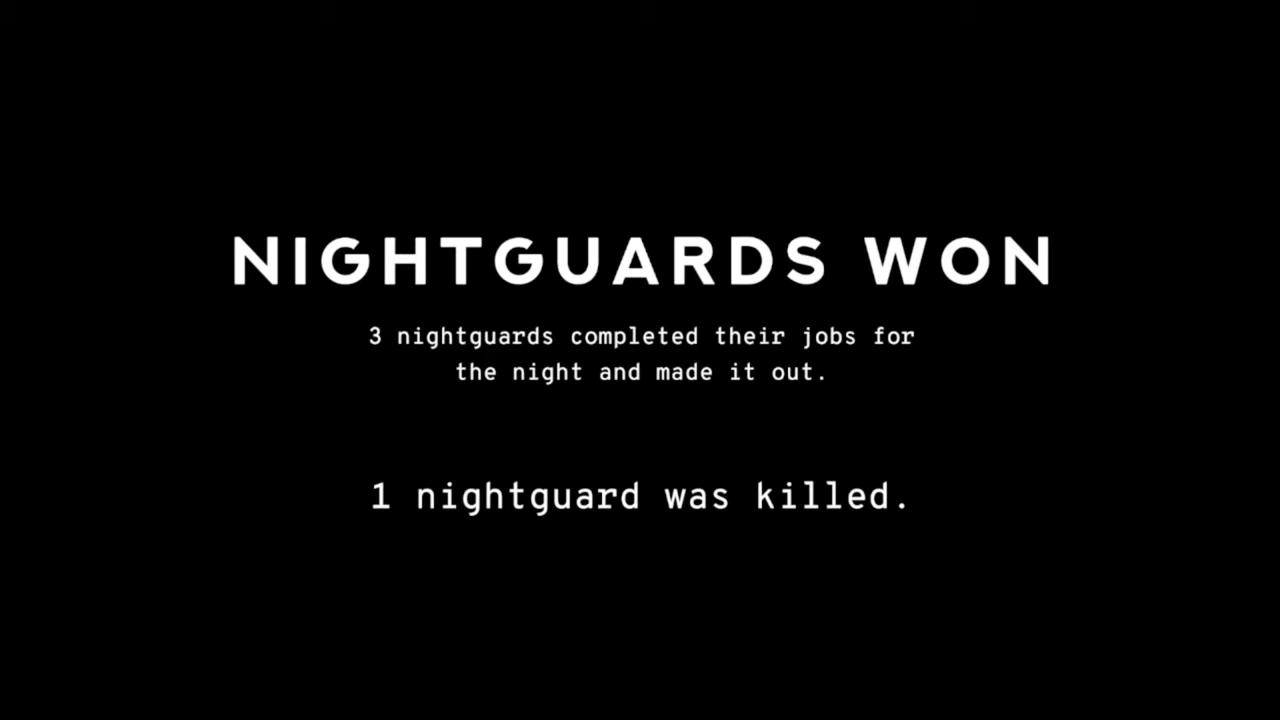 NIGHTGUARDS WON
3 nightguards completed their jobs for
the night and made it out.
1 nightguard was killed.